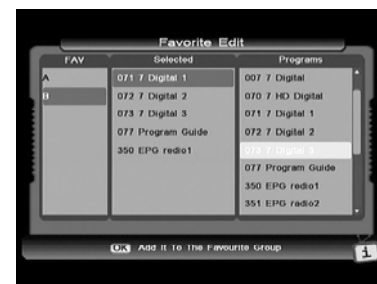 Favorite Edit
FAV Selected Programs
A 071 7 Digital 1 007 7 Digital
B 072 7 Digital 2 070 7 HD Digital
073 7 Digital 3 071 7 Digital 1
077 Program Guide 072 7 Digital 2
350 EPG redio1 073 7 Digital 3
077 Program Guide
350 EPG redio1
351 EPG radio2
OK Add It To The Favourite Group
i